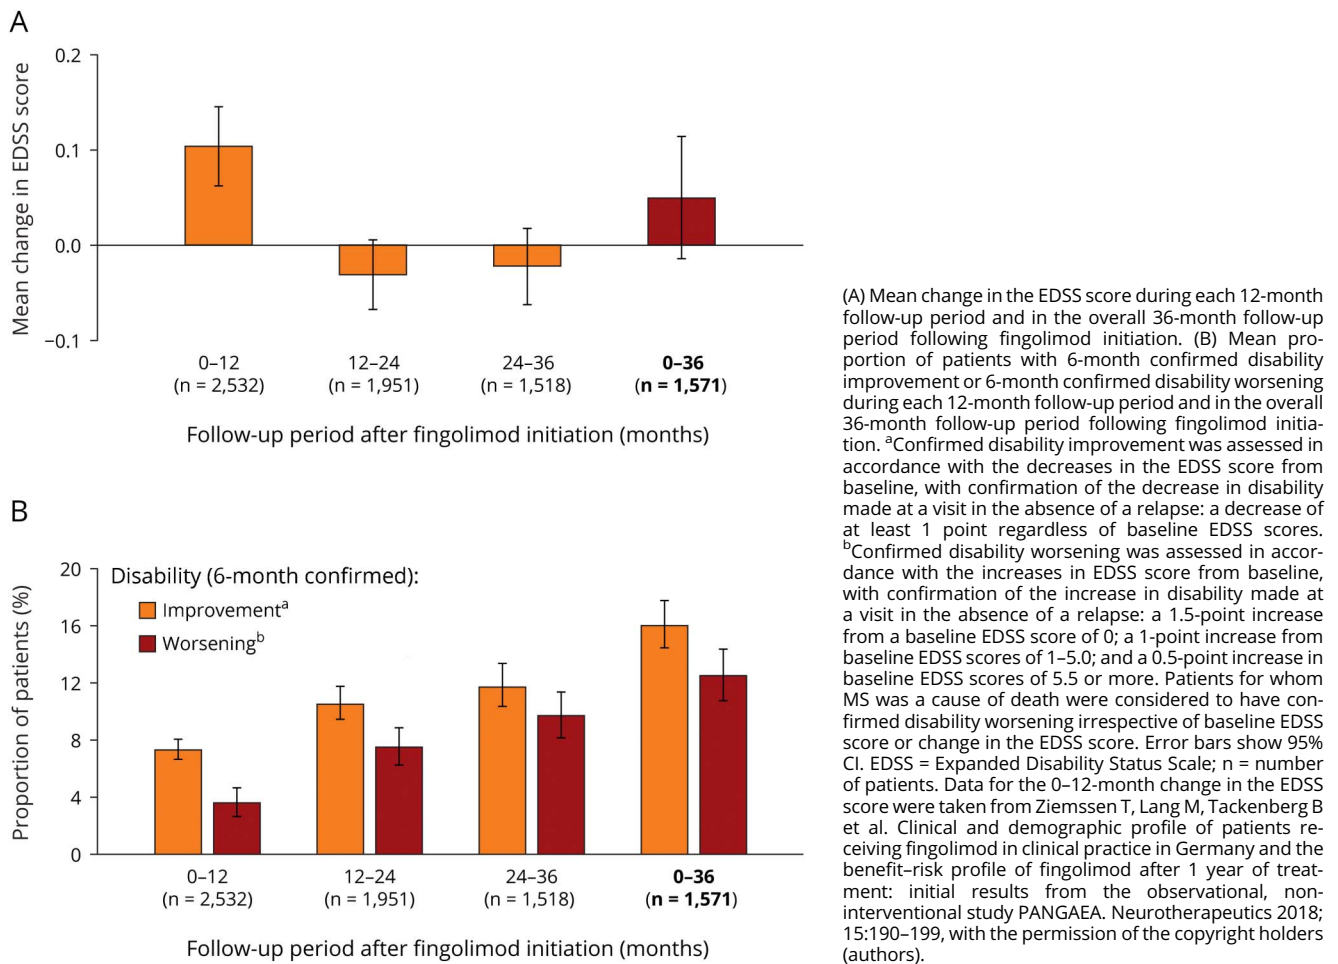 A
Mean change in EDSS score
0.2
0.1
0.0
−0.1
0–12 12–24 24–36 0–36
(n = 2,532) (n = 1,951) (n = 1,518) (n = 1,571)
Follow-up period after fingolimod initiation (months)
B
Proportion of patients (%)
20
16
12
8
4
0
Disability (6-month confirmed):
Improvementa
Worseningb
0–12 12–24 24–36 0–36
(n = 2,532) (n = 1,951) (n = 1,518) (n = 1,571)
Follow-up period after fingolimod initiation (months)
(A) Mean change in the EDSS score during each 12-month
follow-up period and in the overall 36-month follow-up
period following fingolimod initiation. (B) Mean pro-
portion of patients with 6-month confirmed disability
improvement or 6-month confirmed disability worsening
during each 12-month follow-up period and in the overall
36-month follow-up period following fingolimod initia-
tion. aConfirmed disability improvement was assessed in
accordance with the decreases in the EDSS score from
baseline, with confirmation of the decrease in disability
made at a visit in the absence of a relapse: a decrease of
at least 1 point regardless of baseline EDSS scores.
bConfirmed disability worsening was assessed in accor-
dance with the increases in EDSS score from baseline,
with confirmation of the increase in disability made at
a visit in the absence of a relapse: a 1.5-point increase
from a baseline EDSS score of 0; a 1-point increase from
baseline EDSS scores of 1–5.0; and a 0.5-point increase in
baseline EDSS scores of 5.5 or more. Patients for whom
MS was a cause of death were considered to have con-
firmed disability worsening irrespective of baseline EDSS
score or change in the EDSS score. Error bars show 95%
CI. EDSS = Expanded Disability Status Scale; n = number
of patients. Data for the 0–12-month change in the EDSS
score were taken from Ziemssen T, Lang M, Tackenberg B
et al. Clinical and demographic profile of patients re-
ceiving fingolimod in clinical practice in Germany and the
benefit–risk profile of fingolimod after 1 year of treat-
ment: initial results from the observational, non-
interventional study PANGAEA. Neurotherapeutics 2018;
15:190–199, with the permission of the copyright holders
(authors).